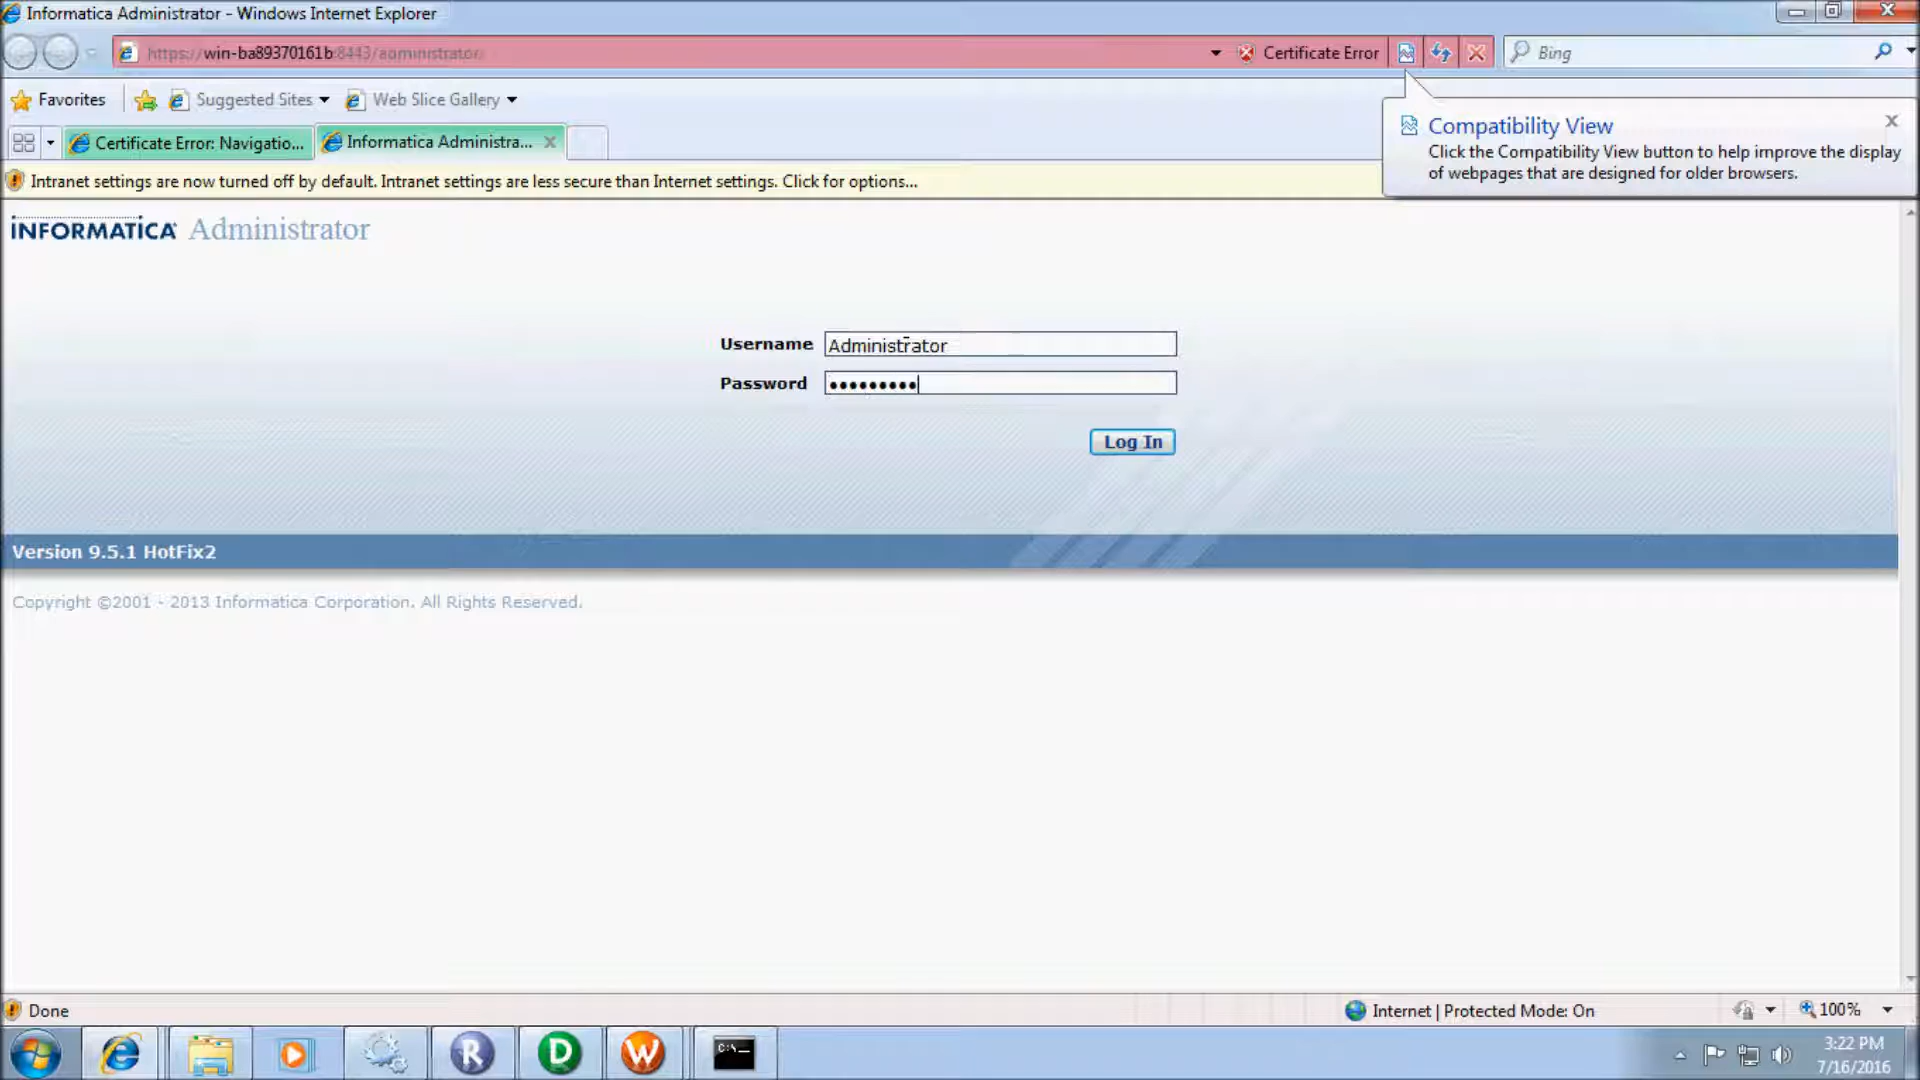 Informatica Administrator - Windows Internet Explorer
https://win-ba89370161b:8443/administrator/
Certificate Error
Bing
Favorites
Suggested Sites
Web Slice Gallery
Certificate Error: Navigatio...
Informatica Administra...
Compatibility View
Click the Compatibility View button to help improve the display
of webpages that are designed for older browsers.
Intranet settings are now turned off by default. Intranet settings are less secure than Internet settings. Click for options...
INFORMATICA Administrator
Username
Administrator
Password
Log In
Version 9.5.1 HotFix2
Copyright ©2001 - 2013 Informatica Corporation. All Rights Reserved.
Done
Internet | Protected Mode: On
100%
R
D
W
C:\_
3:22 PM
7/16/2016